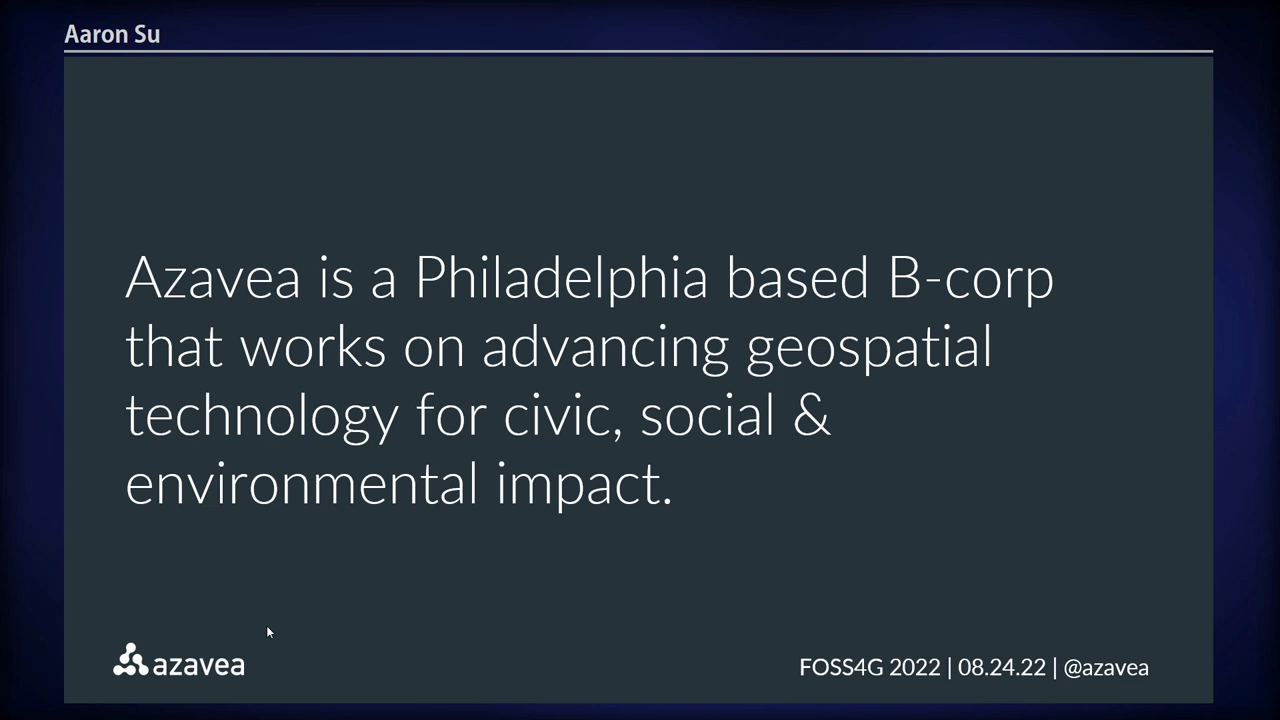 Aaron Su
Azavea is a Philadelphia based B-corp
that works on advancing geospatial
technology for civic, social &
environmental impact.
azavea
FOSS4G 2022 | 08.24.22 | @azavea